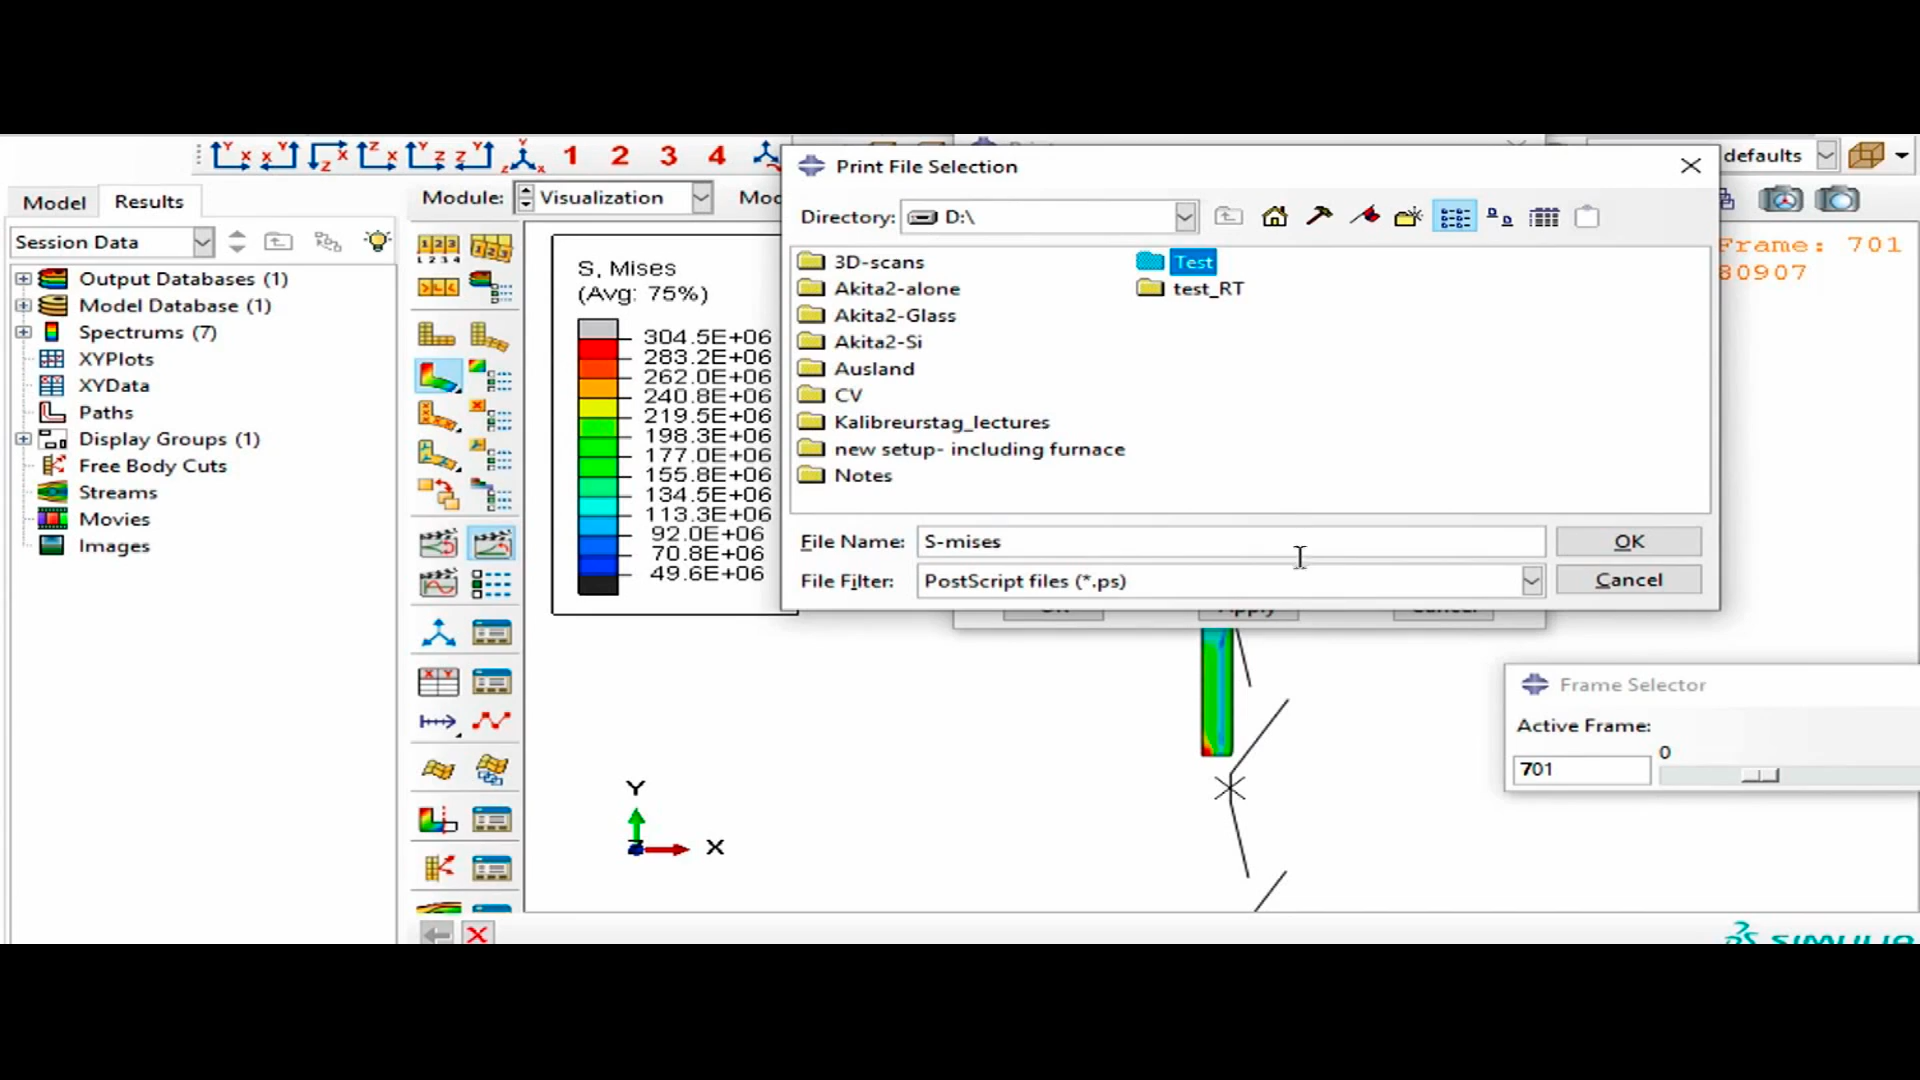 1 2 3 4
defaults
Print File Selection
Model Results
Module: Visualization
Session Data
Directory: D:\
Frame: 701
80907
Output Databases (1)
Model Database (1)
Spectrums (7)
XYPlots
XYData
Paths
Display Groups (1)
Free Body Cuts
Streams
Movies
Images
S, Mises
(Avg: 75%)
304.5E+06
283.2E+06
262.0E+06
240.8E+06
219.5E+06
198.3E+06
177.0E+06
155.8E+06
134.5E+06
113.3E+06
92.0E+06
70.8E+06
49.6E+06
3D-scans
Akita2-alone
Akita2-Glass
Akita2-Si
Ausland
CV
Kalibreurstag_lectures
new setup- including furnace
Notes
Test
test_RT
File Name: S-mises
OK
File Filter: PostScript files (*.ps)
Cancel
Apply
Frame Selector
Active Frame:
0
701
Y
X
SIMULIA